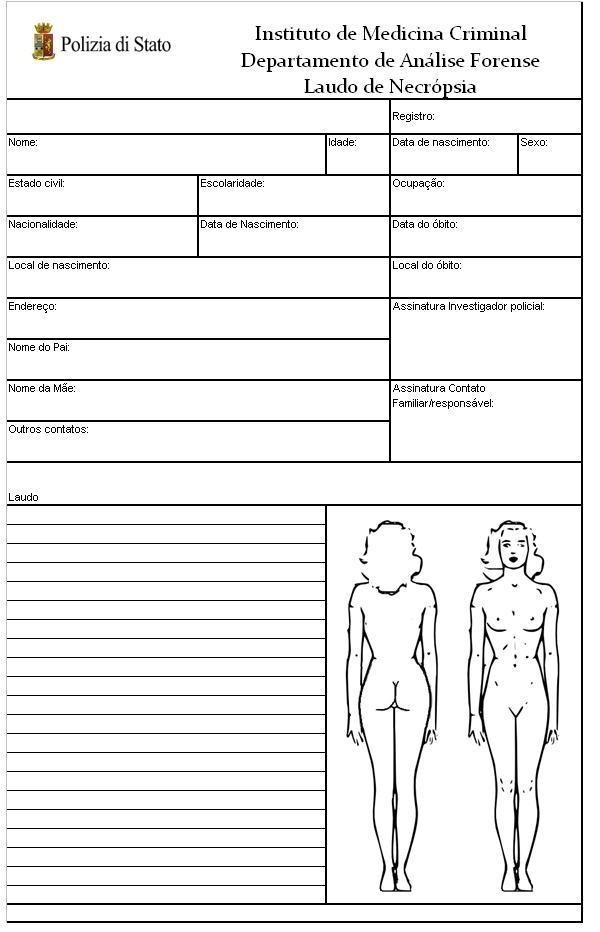 Polizia di Stato
Instituto de Medicina Criminal
Departamento de Análise Forense
Laudo de Necrópsia
Registro:
Nome:
Idade:
Data de nascimento:
Sexo:
Estado civil:
Escolaridade:
Ocupação:
Nacionalidade:
Data de Nascimento:
Data do óbito:
Local de nascimento:
Local do óbito:
Endereço:
Assinatura Investigador policial:
Nome do Pai:
Nome da Mãe:
Assinatura Contato
Familiar/responsável:
Outros contatos:
Laudo